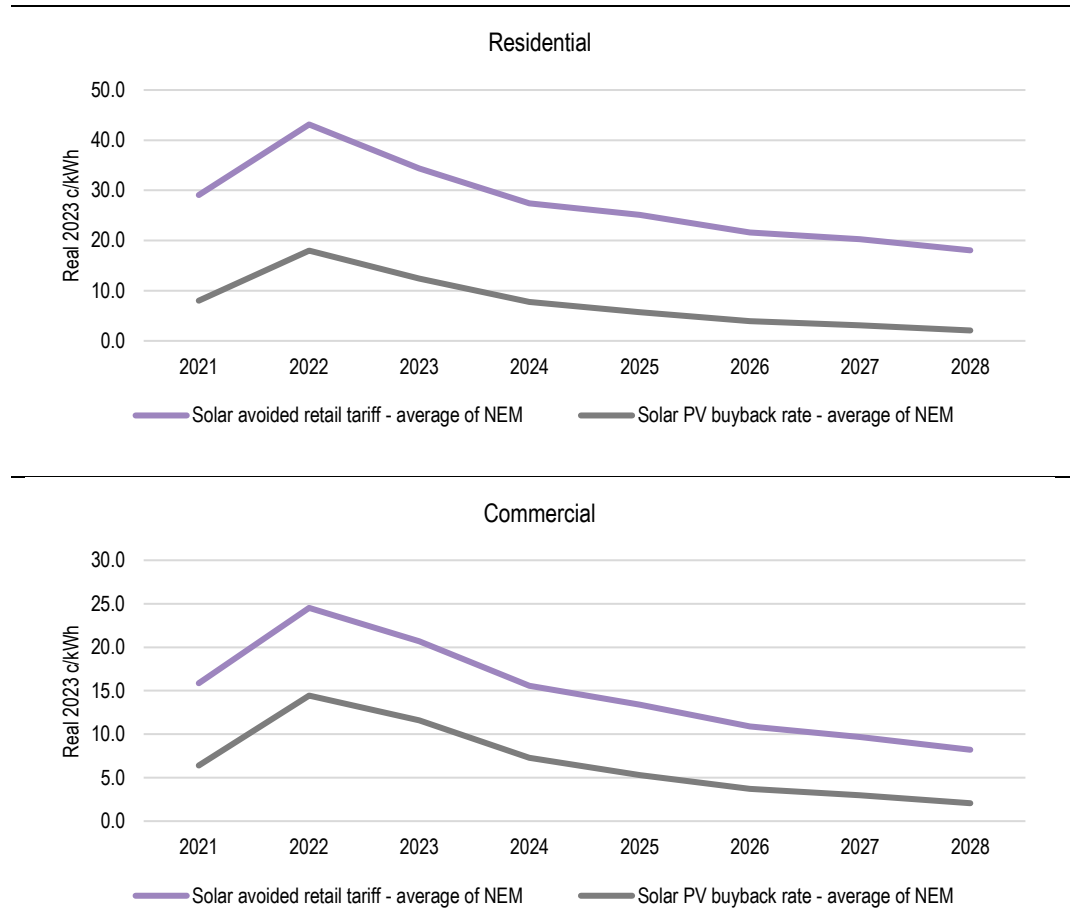 Residential
50.0
40.0
30.0
20.0
10.0
0.0
Real 2023 c/kWh
2021 2022 2023 2024 2025 2026 2027 2028
Solar avoided retail tariff - average of NEM Solar PV buyback rate - average of NEM
Commercial
30.0
25.0
20.0
15.0
10.0
5.0
0.0
Real 2023 c/kWh
2021 2022 2023 2024 2025 2026 2027 2028
Solar avoided retail tariff - average of NEM Solar PV buyback rate - average of NEM